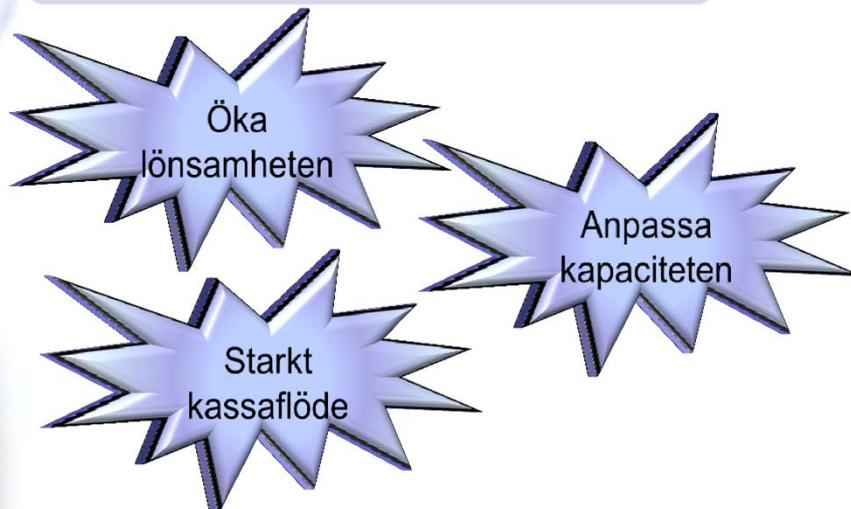 Öka
lönsamheten
Anpassa
kapaciteten
Starkt
kassaflöde